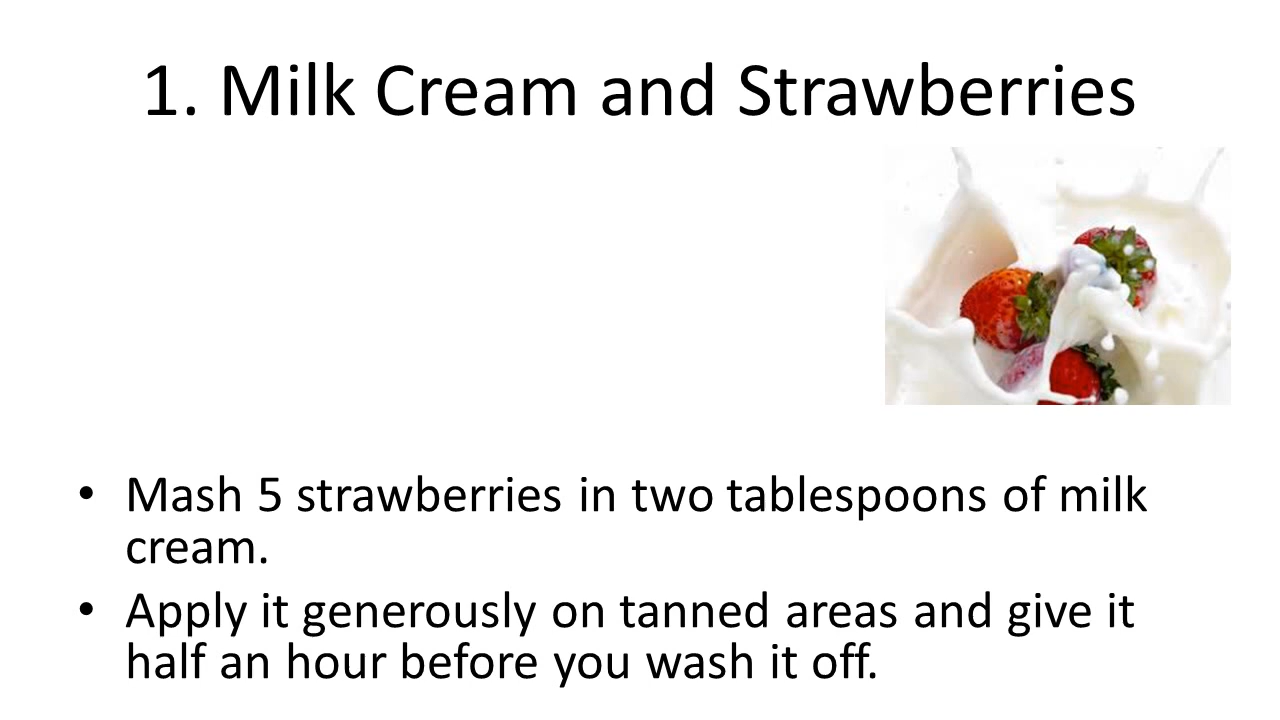 1. Milk Cream and Strawberries
• Mash 5 strawberries in two tablespoons of milk
cream.
• Apply it generously on tanned areas and give it
half an hour before you wash it off.